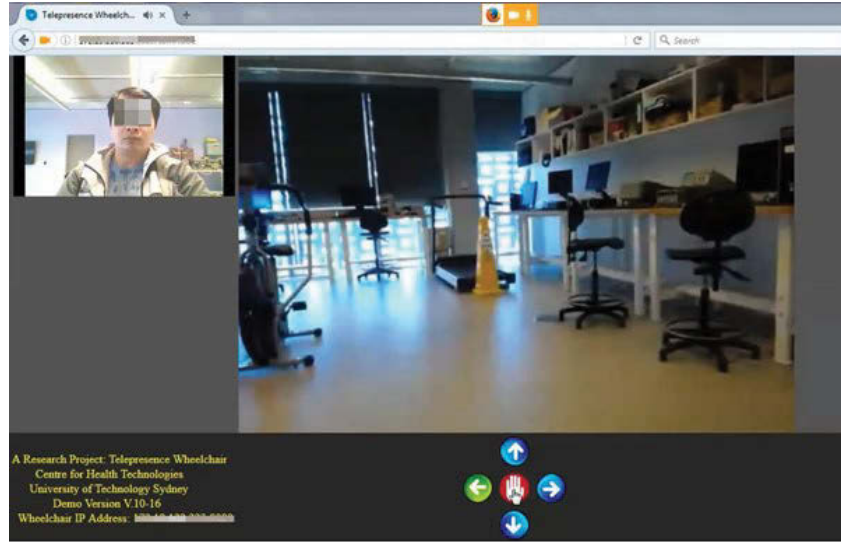 Telepresence Wheelch...
Search
A Research Project: Telepresence Wheelchair
Centre for Health Technologies
University of Technology Sydney
Demo Version V.10-16
Wheelchair IP Address: